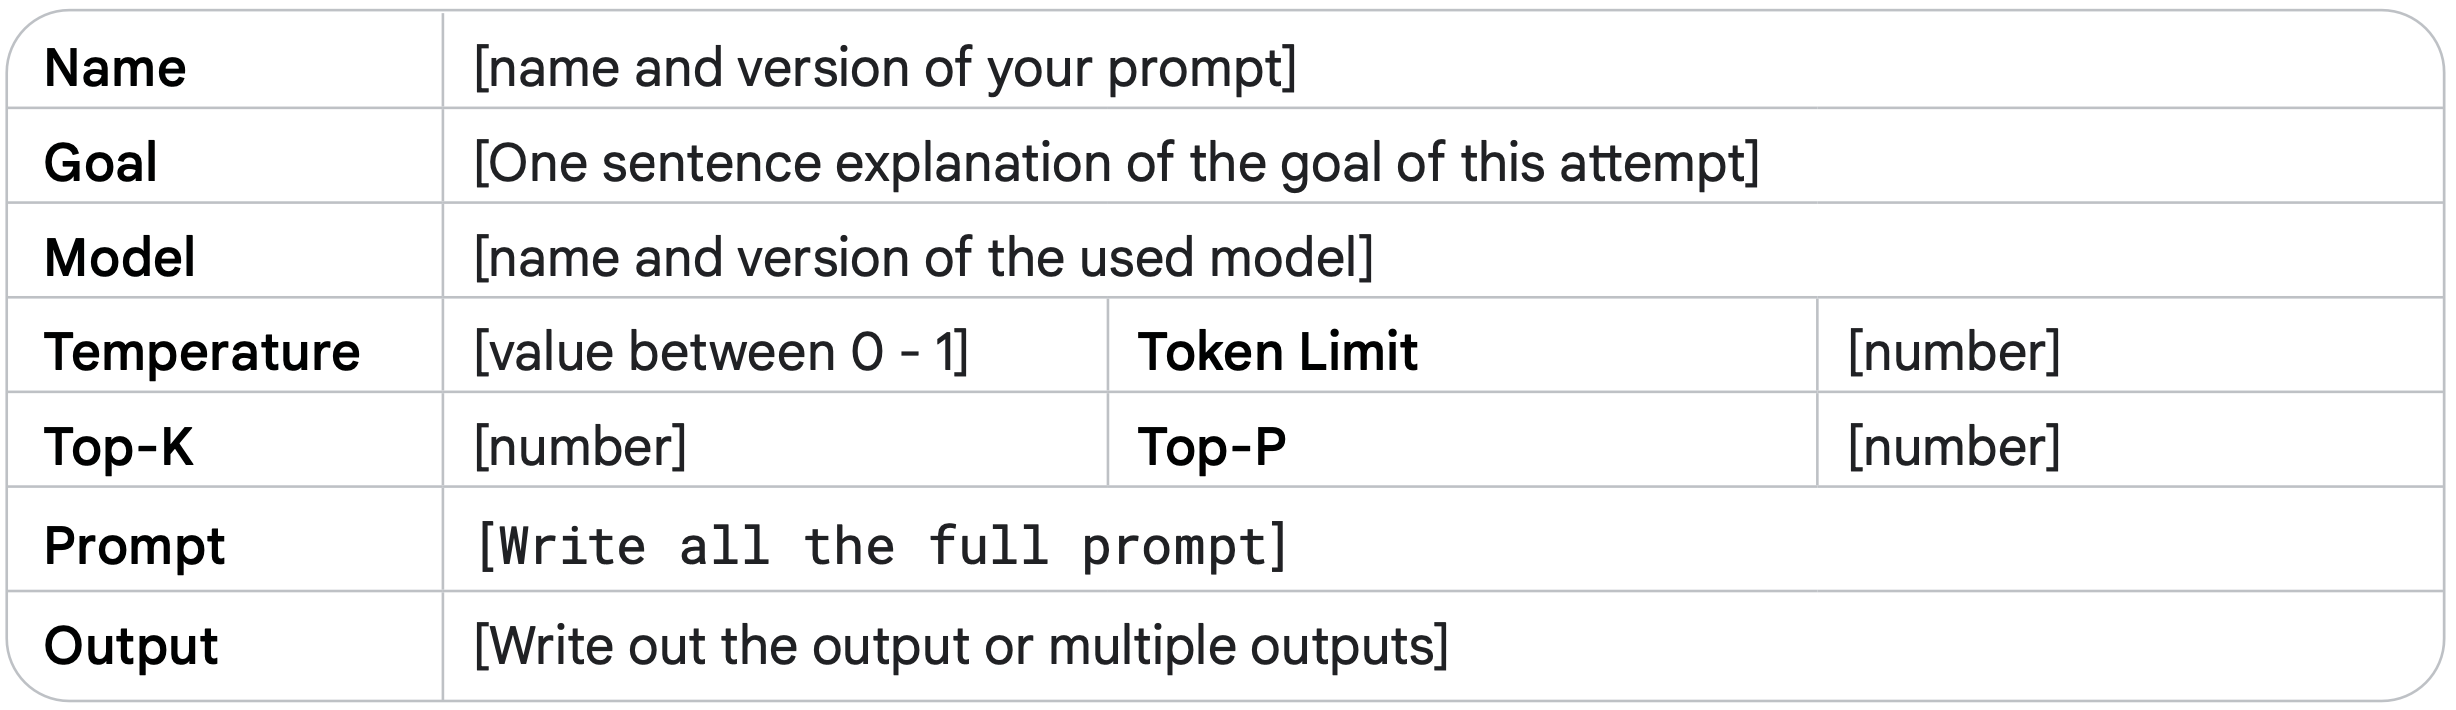 Name [name and version of your prompt]
Goal [One sentence explanation of the goal of this attempt]
Model [name and version of the used model]
Temperature [value between 0 - 1] Token Limit [number]
Top-K [number] Top-P [number]
Prompt [Write all the full prompt]
Output [Write out the output or multiple outputs]